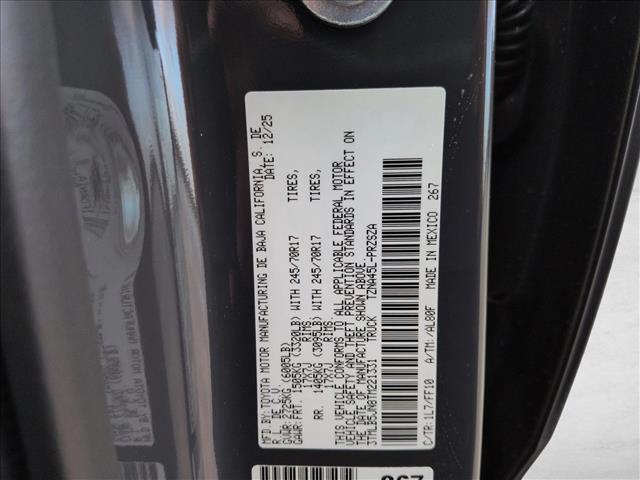 MFD. BY:TOYOTA MOTOR MANUFACTURING DE BAJA CALIFORNIA, S. DE
R. L. DE C.V. DATE: 12/25
GVWR: 2725KG (6005LB)
GAWR:FRT. 1505KG (3320LB) WITH 245/70R17 TIRES,
17X7J RIMS
RR. 1405KG (3095LB) WITH 245/70R17 TIRES,
17X7J RIMS
THIS VEHICLE CONFORMS TO ALL APPLICABLE FEDERAL MOTOR
VEHICLE SAFETY AND THEFT PREVENTION STANDARDS IN EFFECT ON
THE DATE OF MANUFACTURE SHOWN ABOVE.
3TMLB5JN8TM221331 TRUCK TZNA45L-PRZSZA
C/TR: 1L7/FF10 A/TM: /AL80F MADE IN MEXICO 267
267